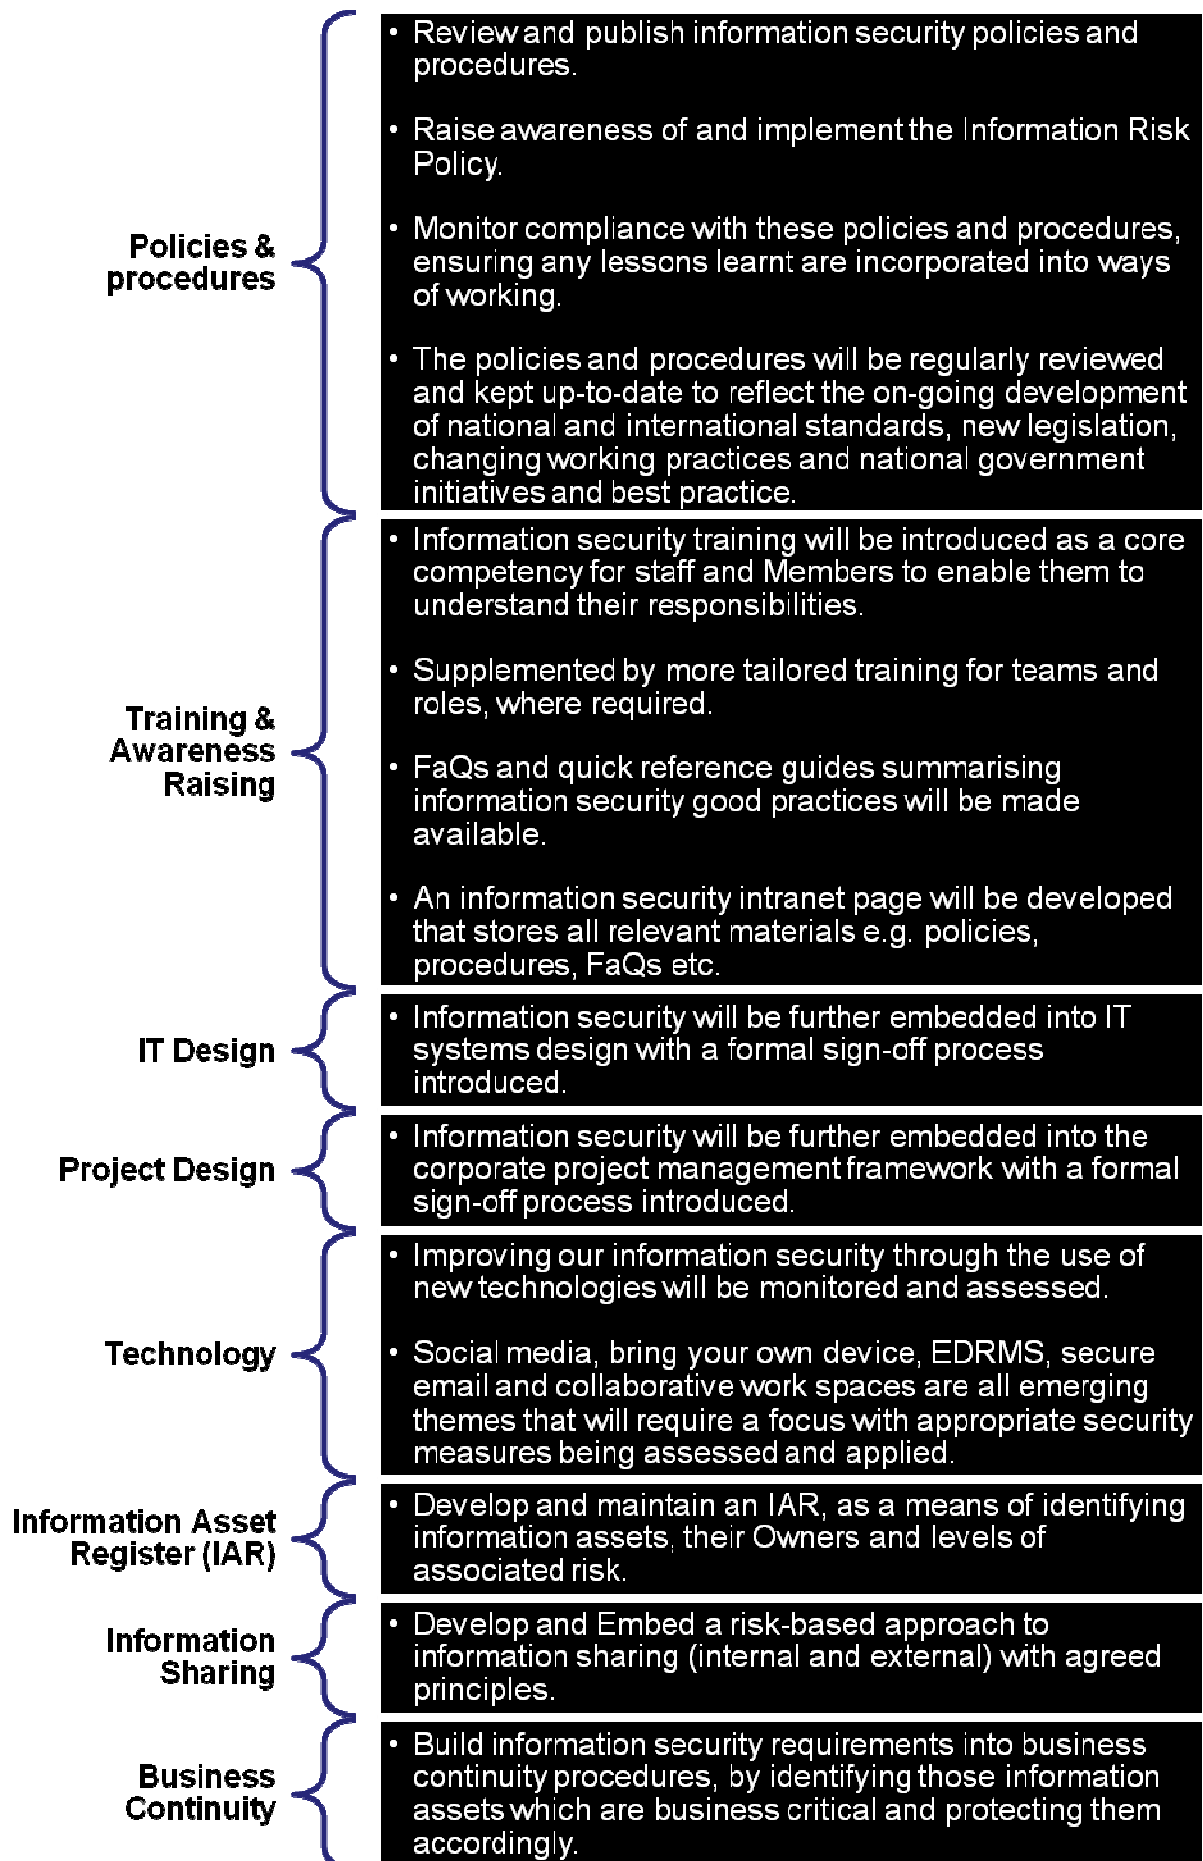 Policies &
procedures
• Review and publish information security policies and
procedures.
• Raise awareness of and implement the Information Risk
Policy.
• Monitor compliance with these policies and procedures,
ensuring any lessons learnt are incorporated into ways
of working.
• The policies and procedures will be regularly reviewed
and kept up-to-date to reflect the on-going development
of national and international standards, new legislation,
changing working practices and national government
initiatives and best practice.
Training &
Awareness
Raising
• Information security training will be introduced as a core
competency for staff and Members to enable them to
understand their responsibilities.
• Supplemented by more tailored training for teams and
roles, where required.
• FaQs and quick reference guides summarising
information security good practices will be made
available.
• An information security intranet page will be developed
that stores all relevant materials e.g. policies,
procedures, FaQs etc.
IT Design
• Information security will be further embedded into IT
systems design with a formal sign-off process
introduced.
Project Design
• Information security will be further embedded into the
corporate project management framework with a formal
sign-off process introduced.
Technology
• Improving our information security through the use of
new technologies will be monitored and assessed.
• Social media, bring your own device, EDRMS, secure
email and collaborative work spaces are all emerging
themes that will require a focus with appropriate security
measures being assessed and applied.
Information Asset
Register (IAR)
• Develop and maintain an IAR, as a means of identifying
information assets, their Owners and levels of
associated risk.
Information
Sharing
• Develop and Embed a risk-based approach to
information sharing (internal and external) with agreed
principles.
Business
Continuity
• Build information security requirements into business
continuity procedures, by identifying those information
assets which are business critical and protecting them
accordingly.